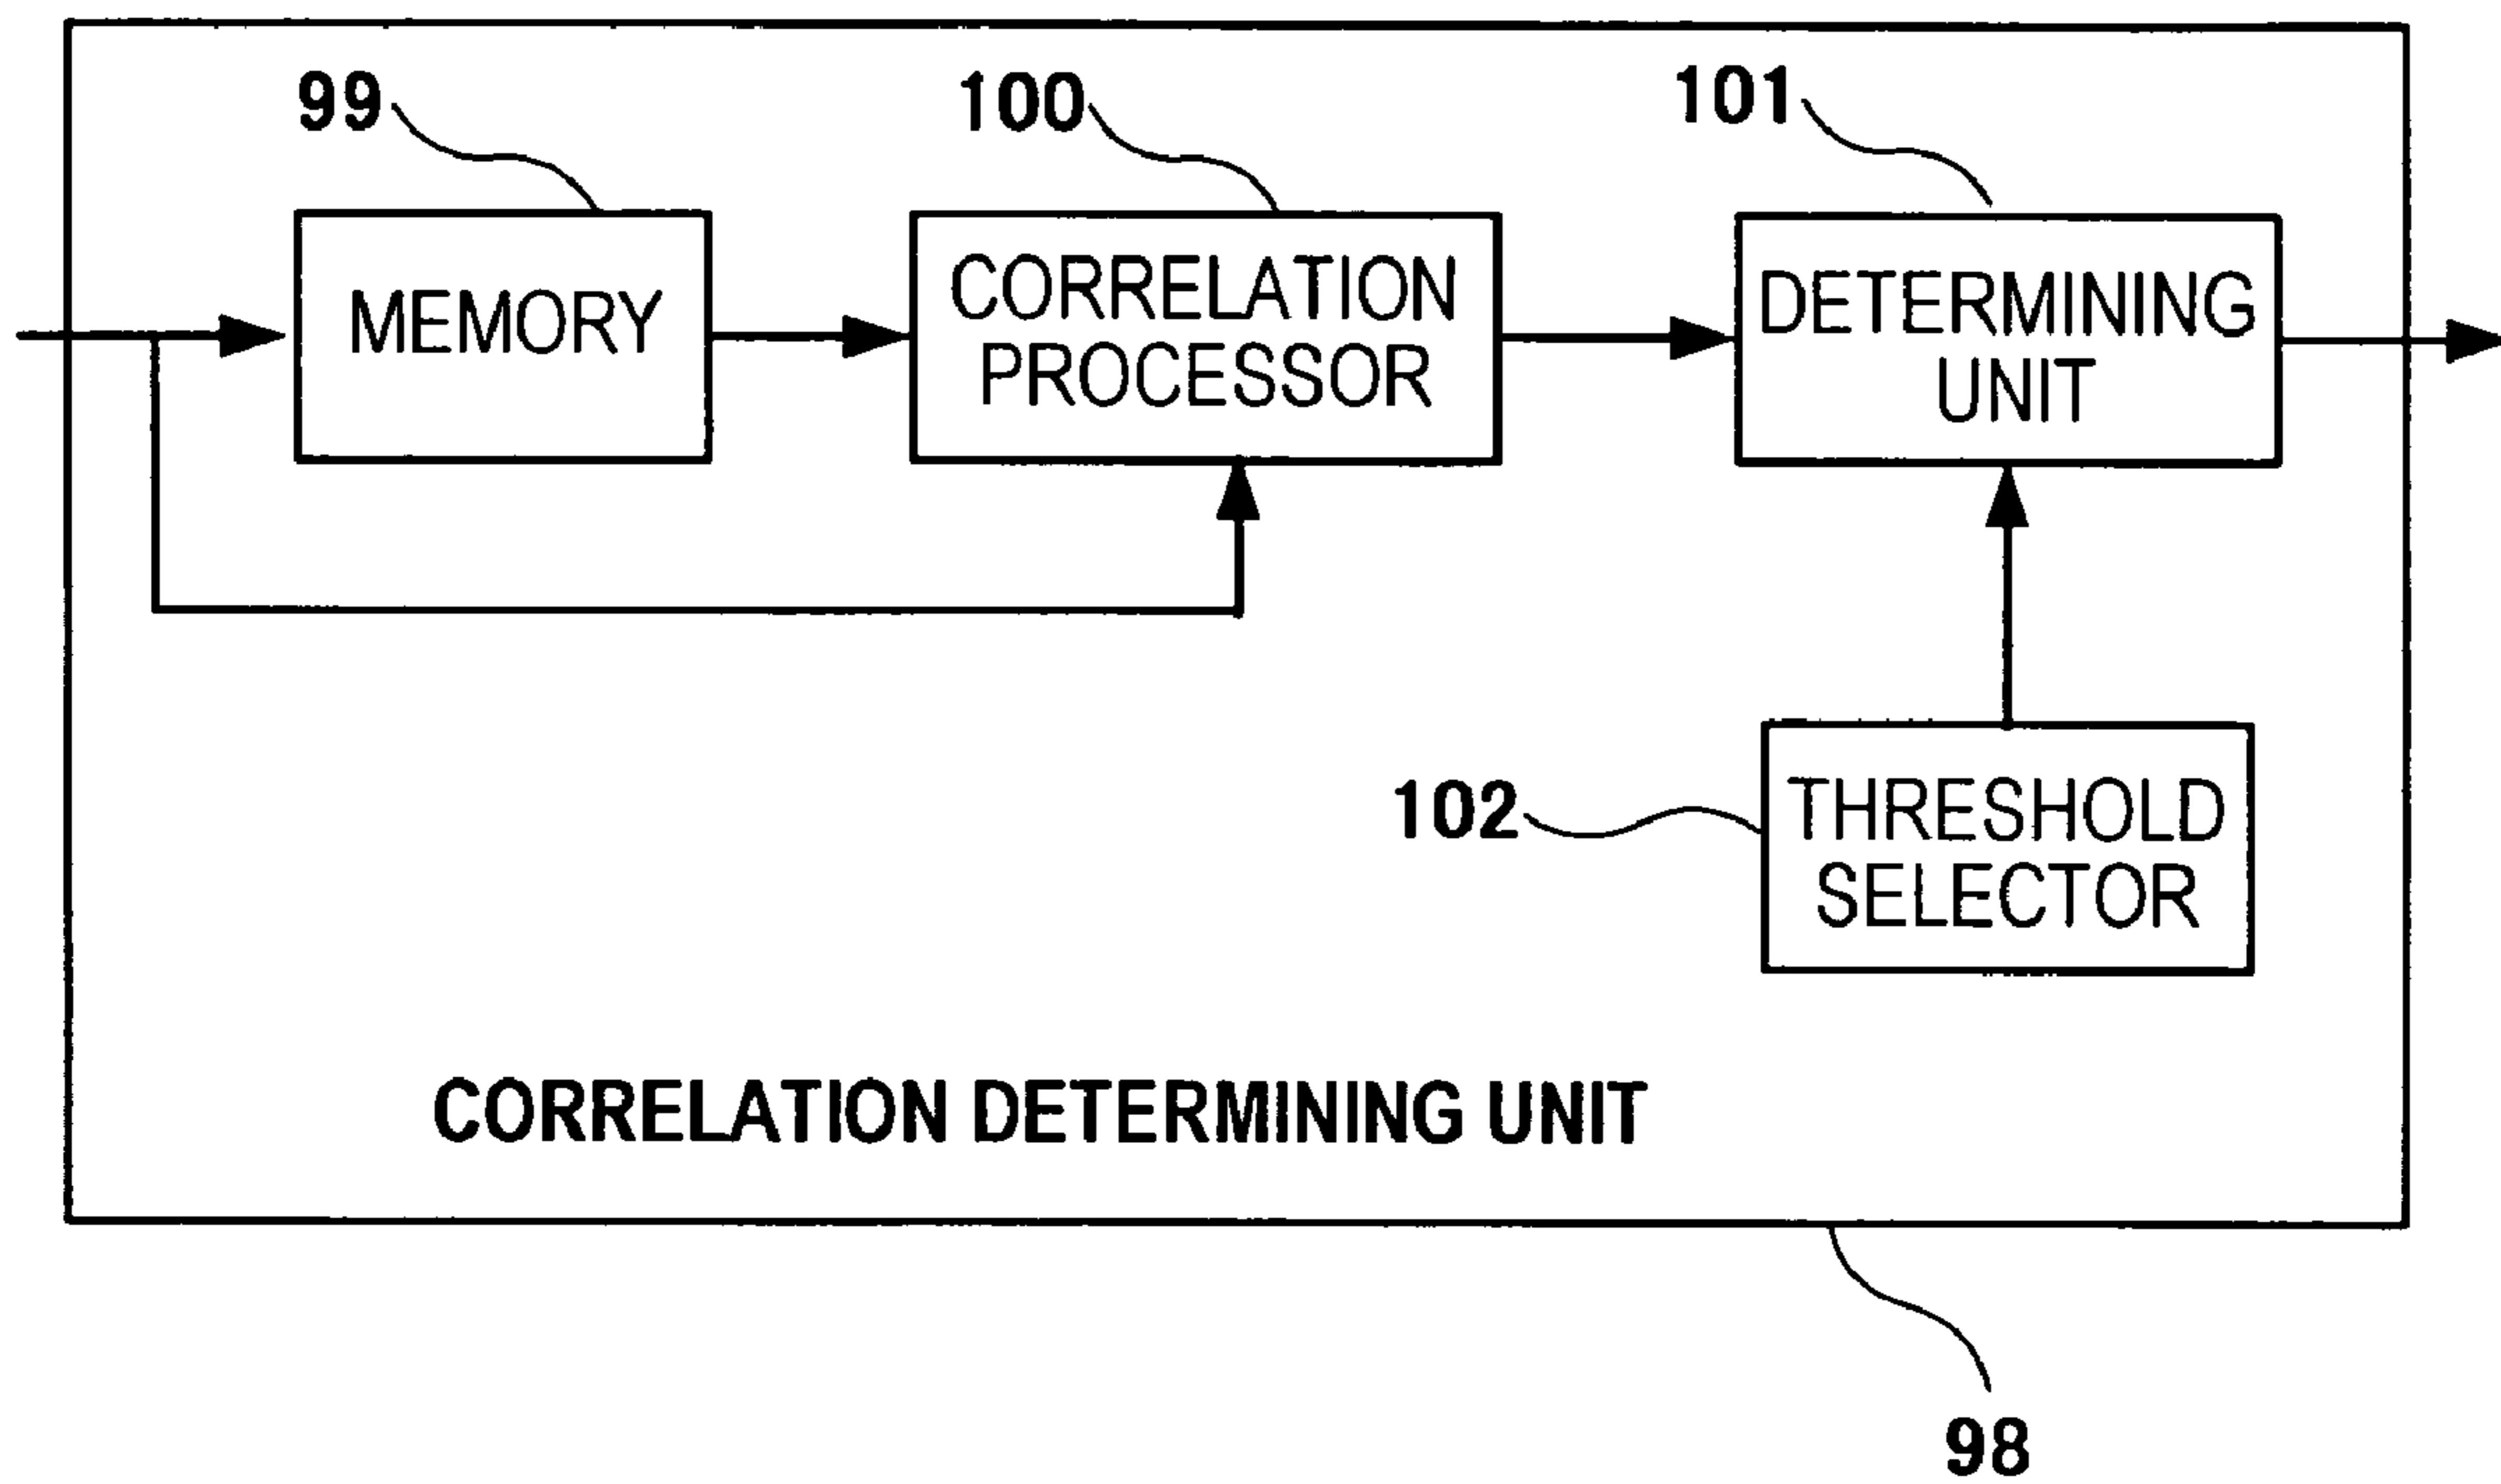 99
100
101
MEMORY
CORRELATION
PROCESSOR
DETERMINING
UNIT
102
THRESHOLD
SELECTOR
CORRELATION DETERMINING UNIT
98